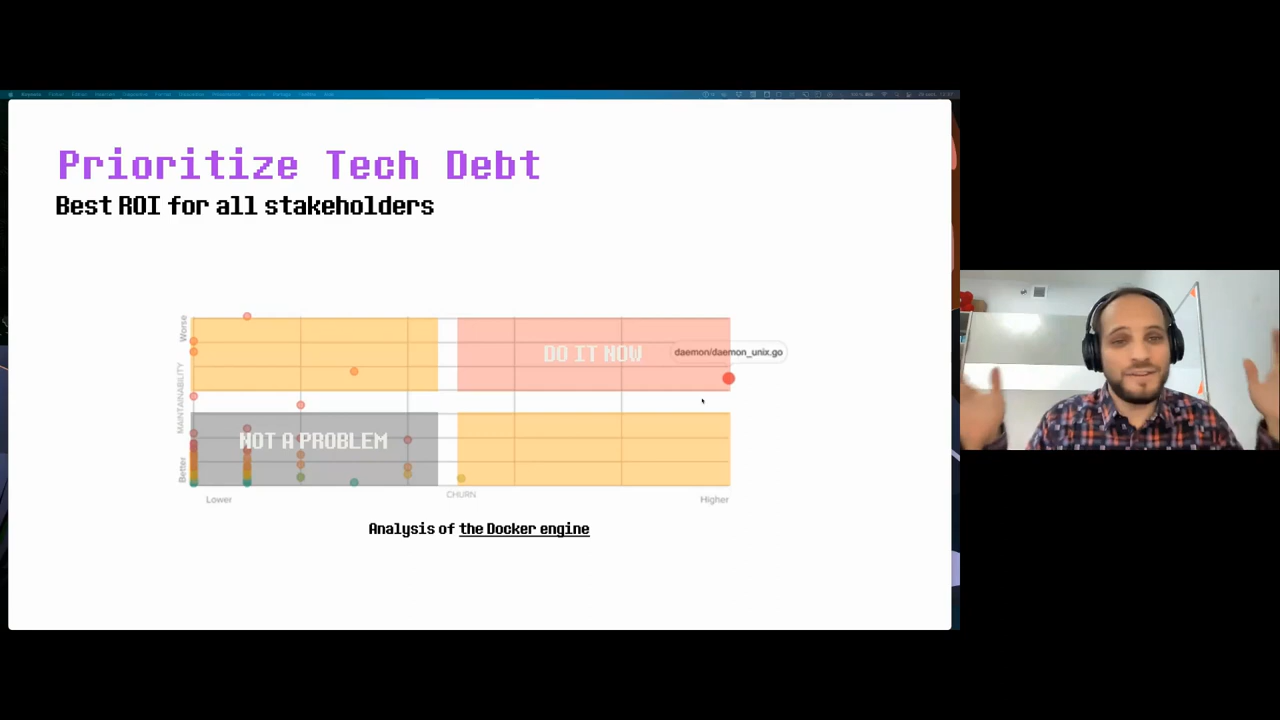 Prioritize Tech Debt
Best ROI for all stakeholders
Worse
DO IT NOW
daemon/daemon_unix.go
MAINTAINABILITY
NOT A PROBLEM
Better
CHURN
Lower
Higher
Analysis of the Docker engine